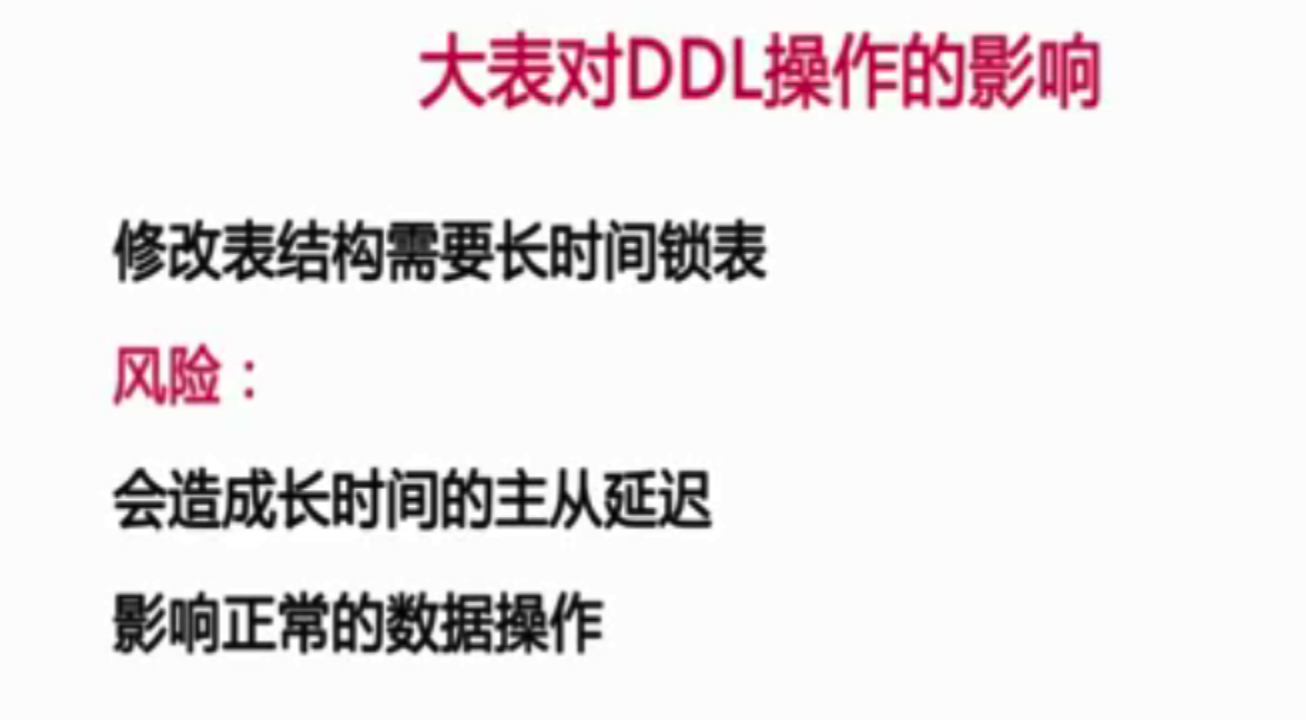 大表对DDL操作的影响
修改表结构需要长时间锁表
风险：
会造成长时间的主从延迟
影响正常的数据操作